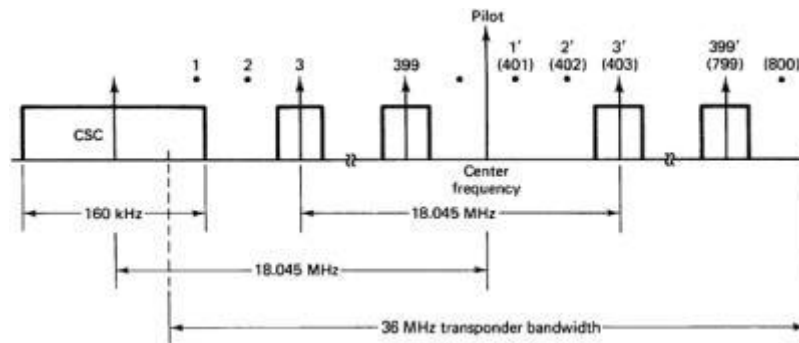 Pilot
1 2 3 399 1' 2' 3' 399'
(401) (402) (403) (799) (800)
CSC
Center
frequency
160 kHz 18.045 MHz
18.045 MHz
36 MHz transponder bandwidth